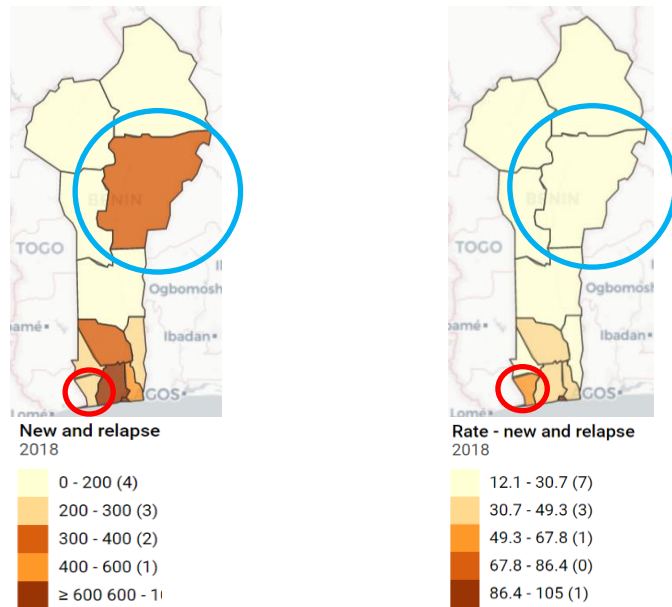 BENIN
TOGO
Ogbomosh
amé
Ibadan
GOS
Lomé
New and relapse
2018
0 - 200 (4)
200 - 300 (3)
300 - 400 (2)
400 - 600 (1)
≥ 600 600 - 1
BENIN
TOGO
Ogbomosh
amé
Ibadan
GOS
Lomé
Rate - new and relapse
2018
12.1 - 30.7 (7)
30.7 - 49.3 (3)
49.3 - 67.8 (1)
67.8 - 86.4 (0)
86.4 - 105 (1)